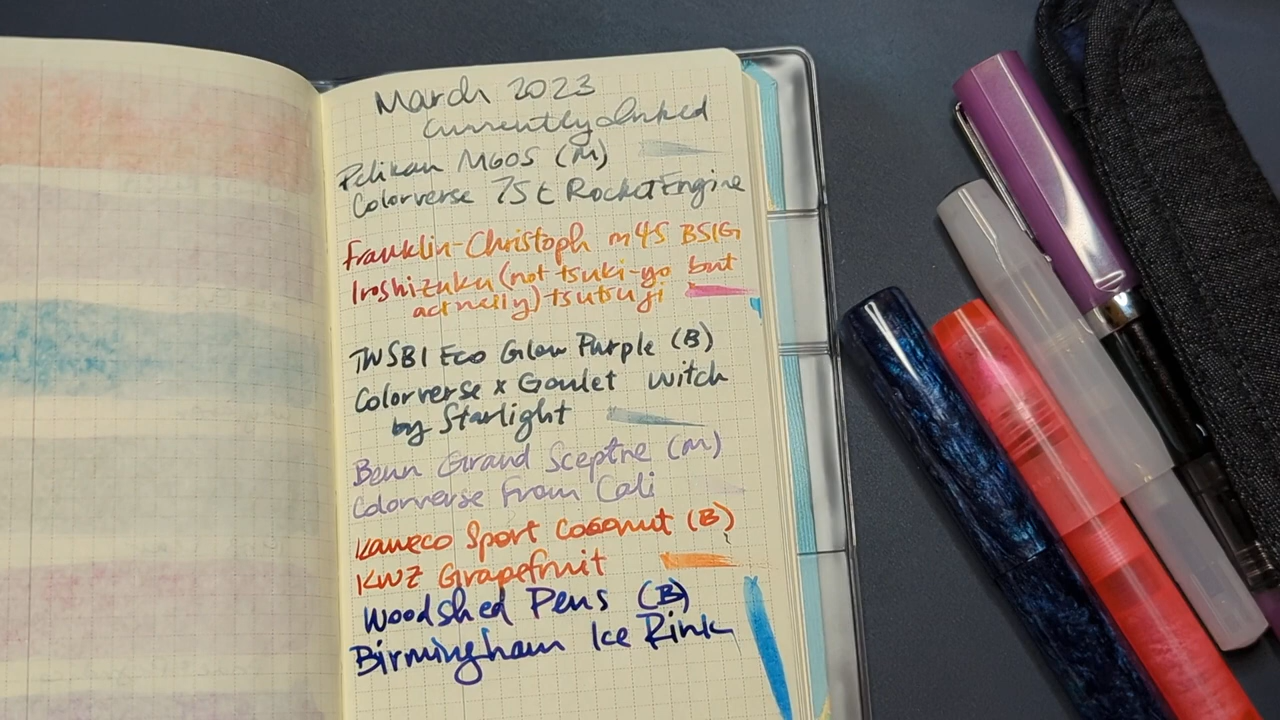 March 2023
Currently Inked
Pelikan M605 (M)
Colorverse 75t Rocket Engine
Franklin-Christoph m45 BSIG
Iroshizuku (not tsuki-yo but
actually) tsutsuji
TWSBI Eco Glow Purple (B)
Colorverse x Goulet Witch
by Starlight
Benu Grand Sceptre (M)
Colorverse From Cali
Kaweco Sport Coconut (B)
KWZ Grapefruit
Woodshed Pens (B)
Birmingham Ice Rink